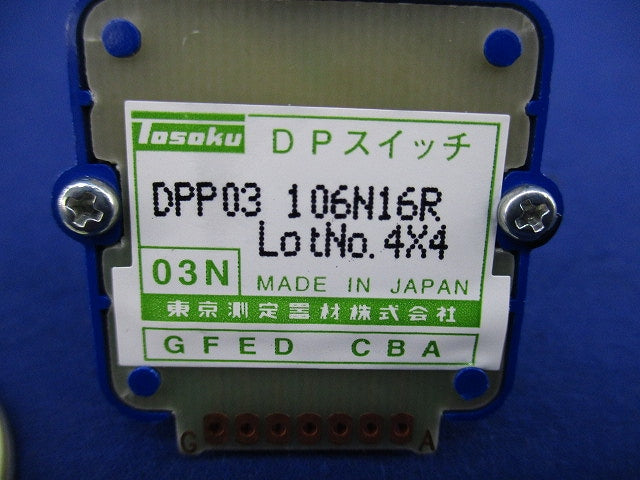 Tosoku DPスイッチ
DPP03 106N16R
LotNo. 4X4
03N MADE IN JAPAN
東京測定器材株式会社
GFED CBA
G A